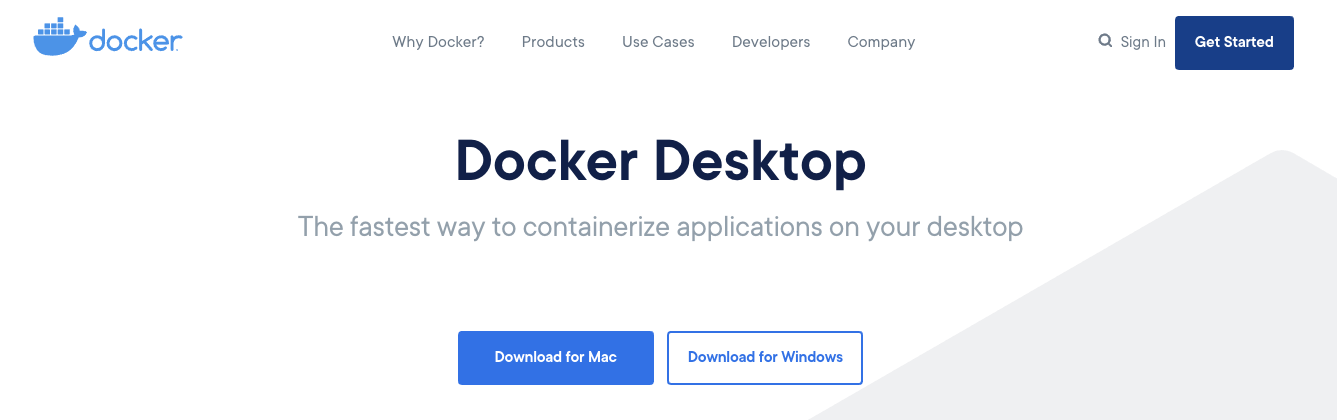 docker
Why Docker? Products Use Cases Developers Company
Sign In Get Started
Docker Desktop
The fastest way to containerize applications on your desktop
Download for Mac Download for Windows